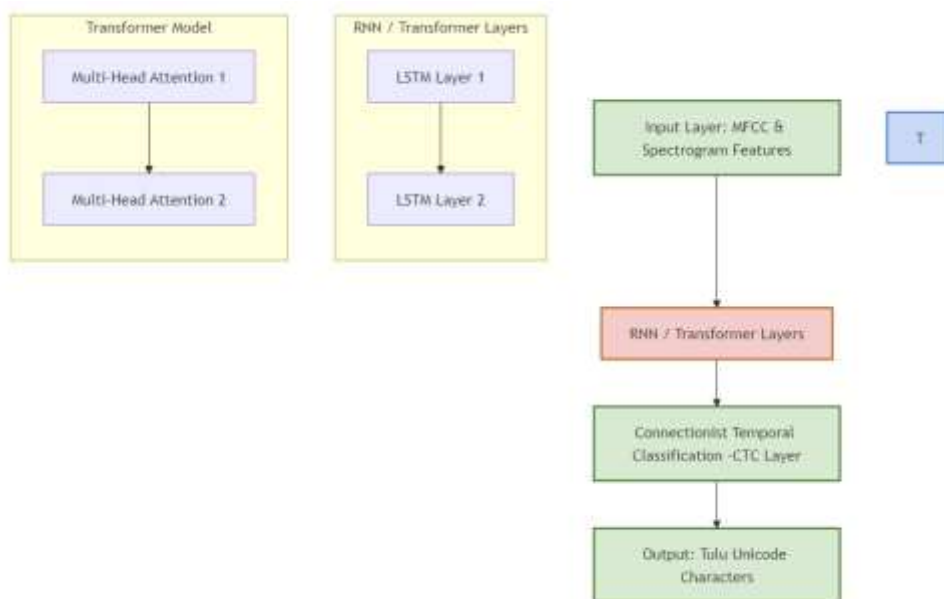 Transformer Model
Multi-Head Attention 1
Multi-Head Attention 2
RNN / Transformer Layers
LSTM Layer 1
LSTM Layer 2
Input Layer: MFCC &
Spectrogram Features
RNN / Transformer Layers
Connectionist Temporal
Classification -CTC Layer
Output: Tulu Unicode
Characters
T